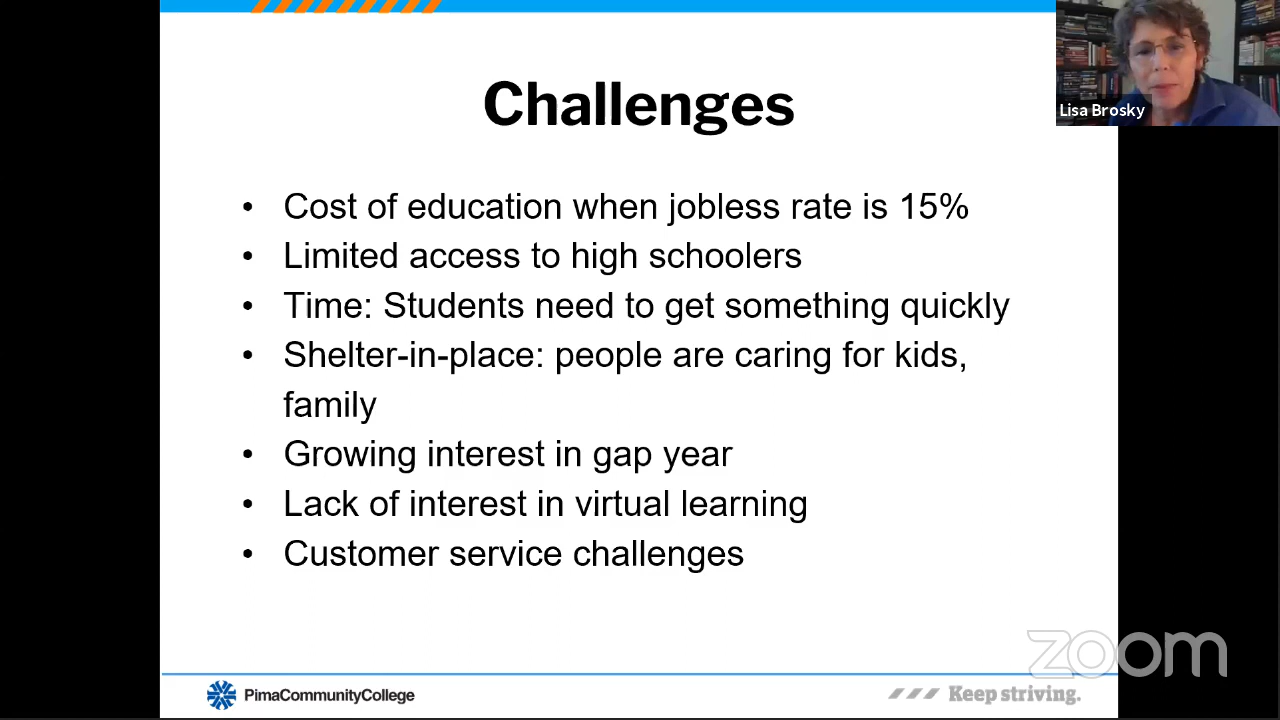 Challenges
Lisa Brosky
• Cost of education when jobless rate is 15%
• Limited access to high schoolers
• Time: Students need to get something quickly
• Shelter-in-place: people are caring for kids,
family
• Growing interest in gap year
• Lack of interest in virtual learning
• Customer service challenges
zoom
PimaCommunityCollege
Keep striving.